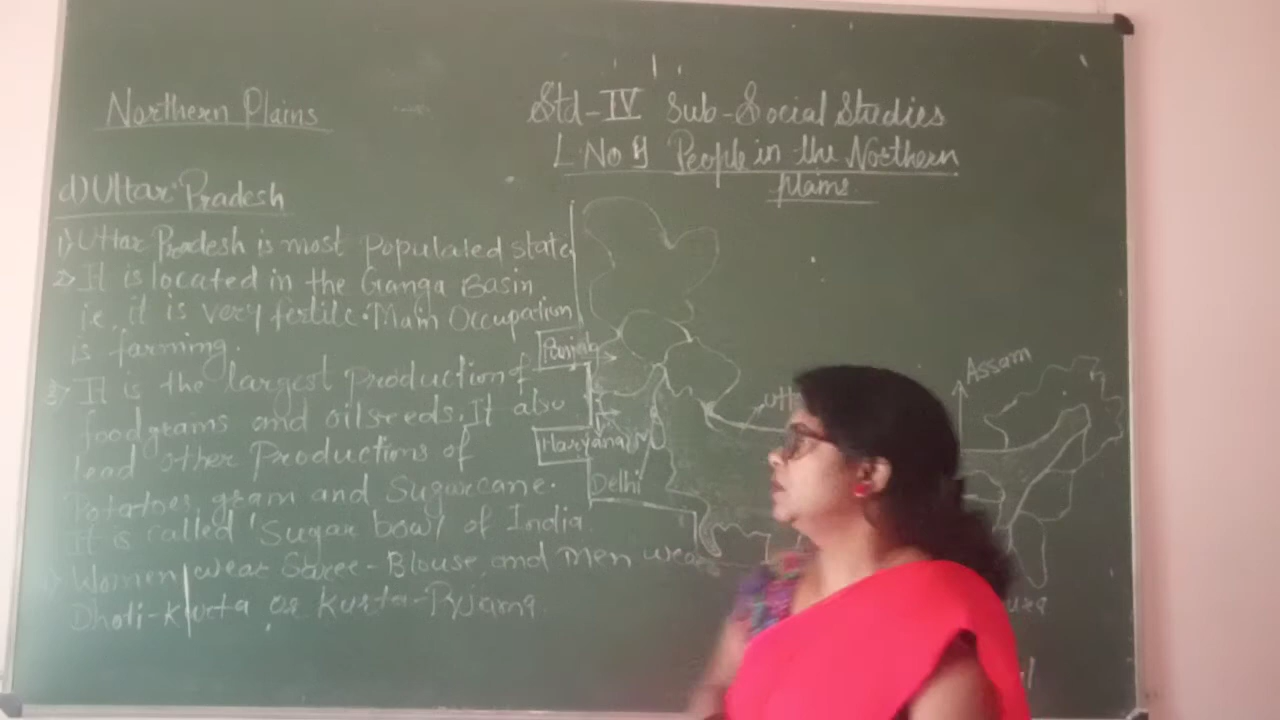 Northern Plains
Std-IV Sub-Social Studies
L.No 9 People in the Northern
plains
d) Uttar Pradesh
1) Uttar Pradesh is most Populated state
2) It is located in the Ganga Basin
i.e. it is very fertile. Main Occupation
is farming.
3) It is the largest Production of
foodgrams and oilseeds. It also
lead other Productions of
Potatoes, gram and Sugarcane.
It is called 'Sugar bowl of India.
Women wear Saree-Blouse and Men wear
Dhoti-Kurta or Kurta-Pyjama.
Punjab
Haryana
Delhi
Utt
Assam